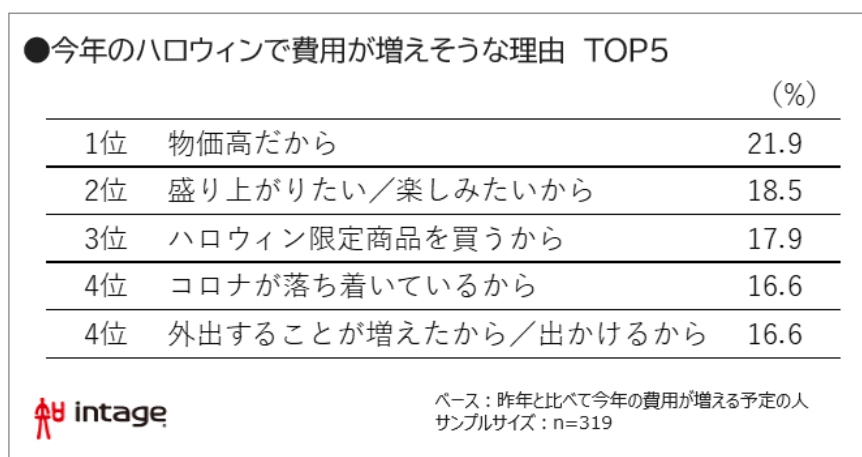 ●今年のハロウィンで費用が増えそうな理由 TOP5
(%)
1位 物価高だから 21.9
2位 盛り上がりたい／楽しみたいから 18.5
3位 ハロウィン限定商品を買うから 17.9
4位 コロナが落ち着いているから 16.6
4位 外出することが増えたから／出かけるから 16.6
intage
ベース：昨年と比べて今年の費用が増える予定の人
サンプルサイズ：n=319